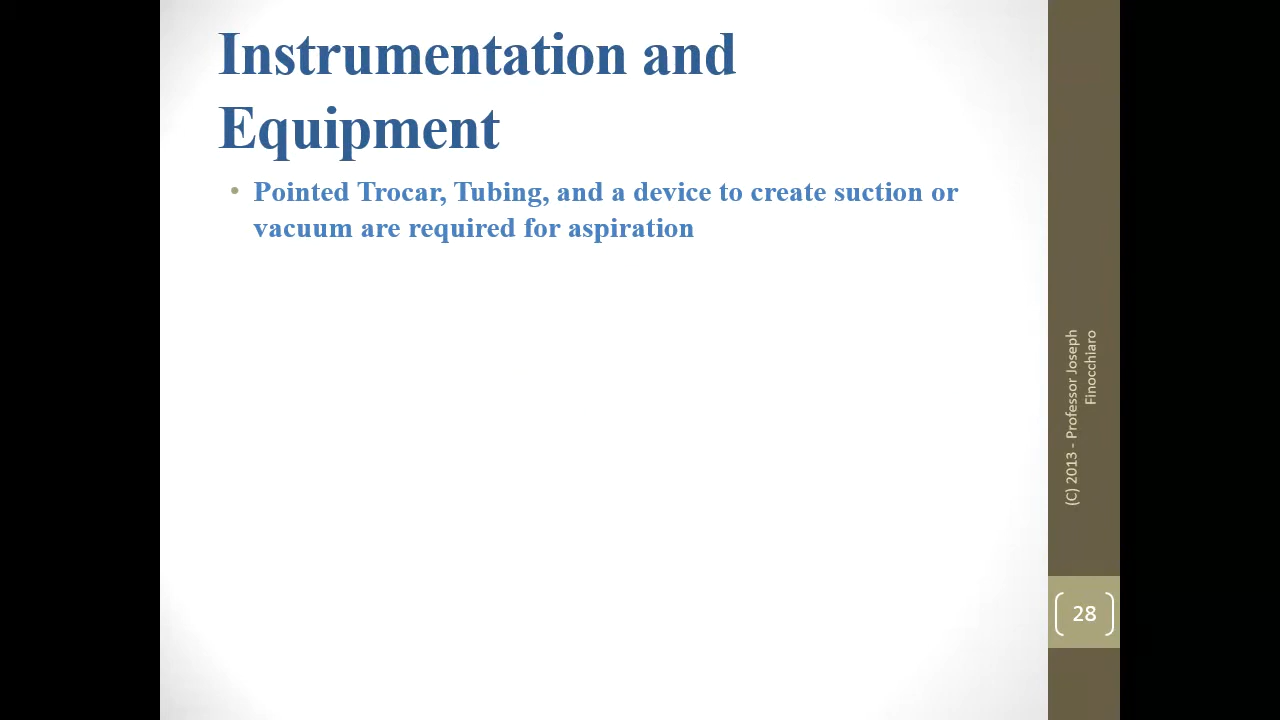 Instrumentation and
Equipment
• Pointed Trocar, Tubing, and a device to create suction or
vacuum are required for aspiration
(C) 2013 - Professor Joseph
Finocchiaro
28